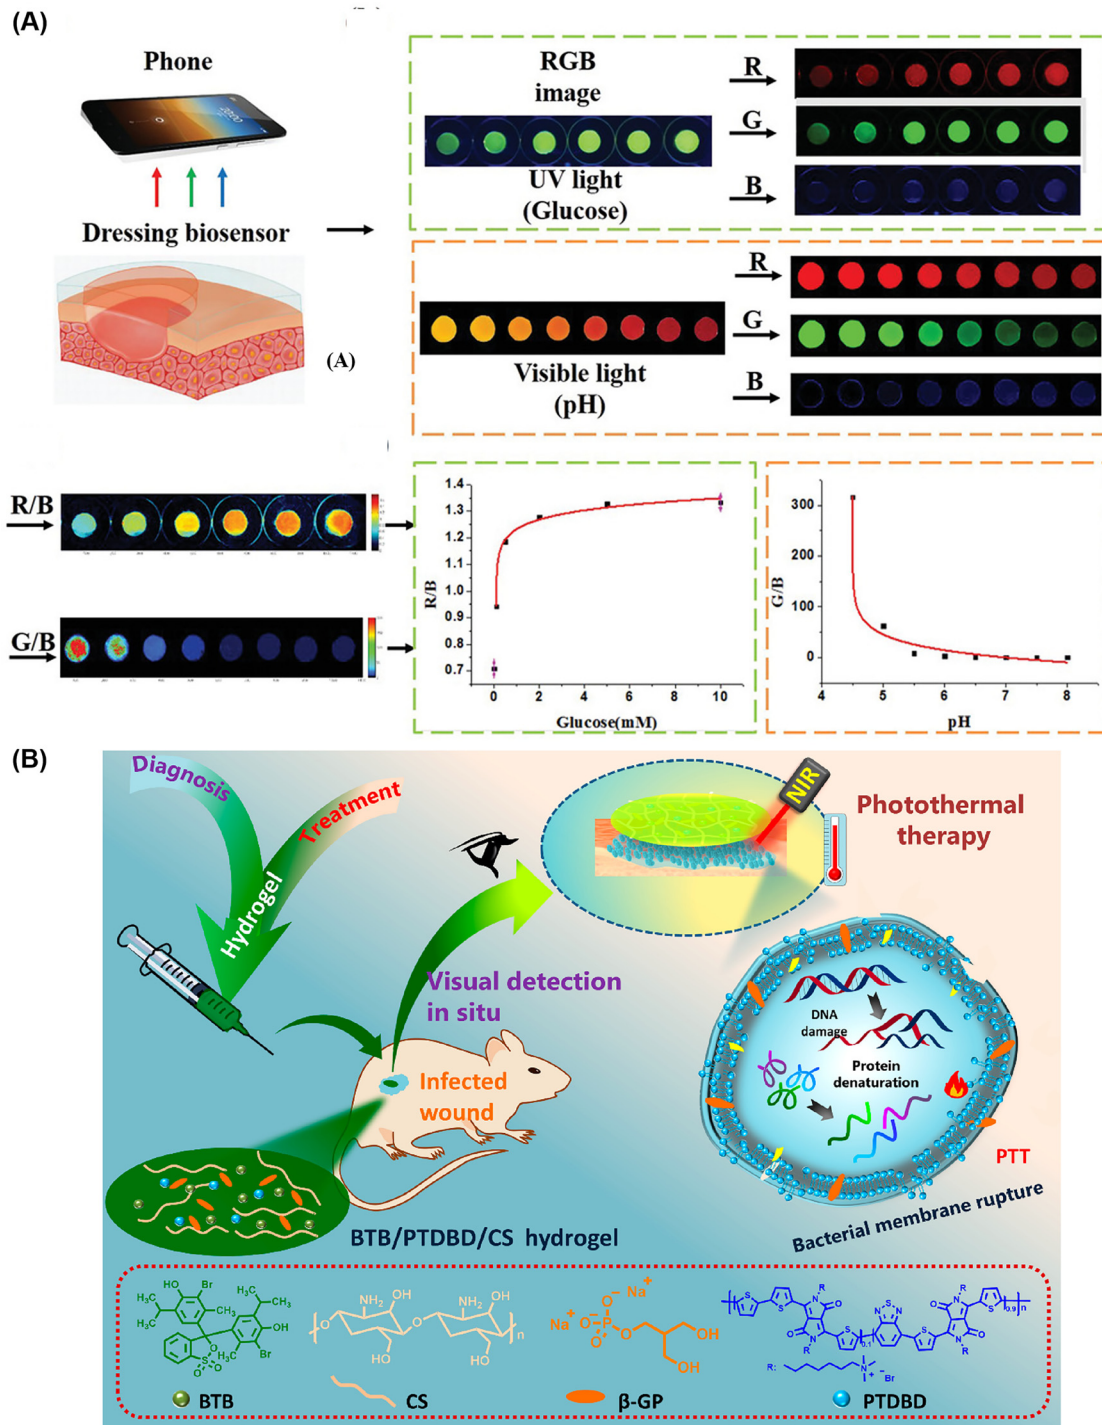 (A)
Phone
Dressing biosensor
(A)
RGB
image
UV light
(Glucose)
R
G
B
Visible light
(pH)
R
G
B
R/B
G/B
R/B
1.4
1.3
1.2
1.1
1.0
0.9
0.8
0.7
0
2
4
6
8
10
Glucose(mM)
G/B
300
200
100
0
4
5
6
7
8
pH
(B)
Diagnosis
Treatment
Hydrogel
NIR
Photothermal
therapy
Visual detection
in situ
Infected
wound
DNA
damage
Protein
denaturation
PTT
Bacterial membrane rupture
BTB/PTDBD/CS hydrogel
HO Br
CH₃
H₃C
CH₃
H₃C
CH₃
OH
H₃C
Br
O
S
O O
NH₂ OH
NH₂ OH
O
O
n
HO
HO
O⁻ Na⁺
Na⁺
⁻O-P-O
O
OH
OH
R
N
O
S
N
S
N
R
N
O
S
0.9
n
S
S
O
N
R
S
0.1
S
O
N
R
R:
N⁺
⁻Br
BTB
CS
β-GP
PTDBD